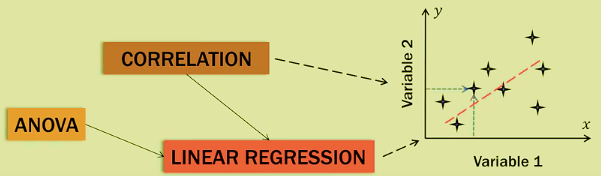 CORRELATION
ANOVA
LINEAR REGRESSION
y
Variable 2
x
Variable 1